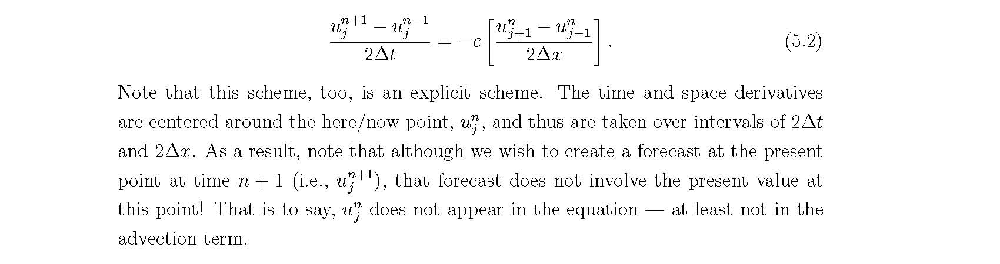 \frac{u_j^{n+1} - u_j^{n-1}}{2\Delta t} = -c \left[ \frac{u_{j+1}^n - u_{j-1}^n}{2\Delta x} \right] . (5.2)
Note that this scheme, too, is an explicit scheme. The time and space derivatives
are centered around the here/now point, u_j^n, and thus are taken over intervals of 2Δt
and 2Δx. As a result, note that although we wish to create a forecast at the present
point at time n + 1 (i.e., u_j^{n+1}), that forecast does not involve the present value at
this point! That is to say, u_j^n does not appear in the equation — at least not in the
advection term.